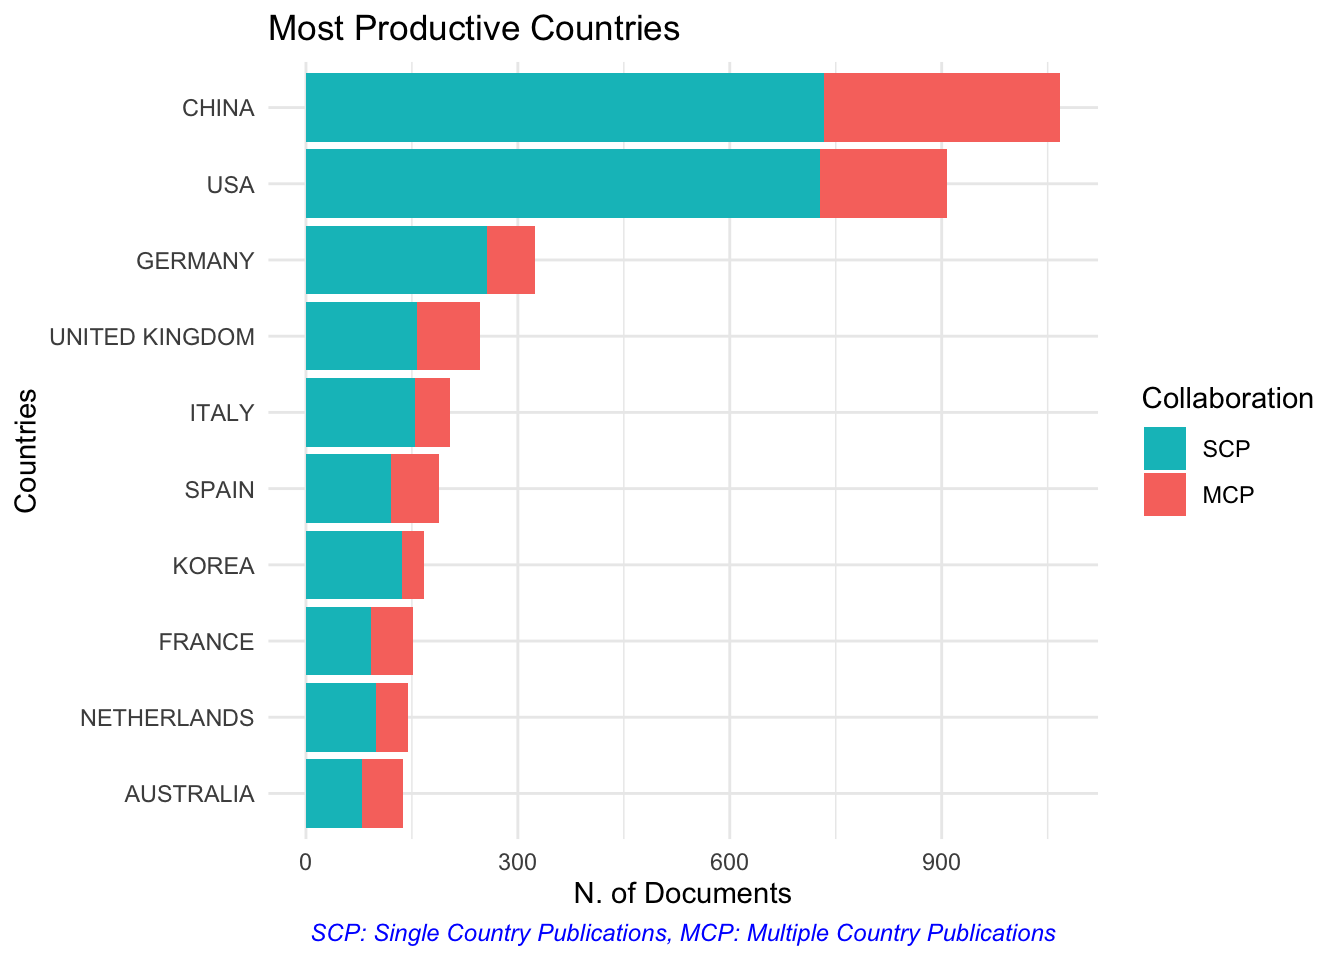 Most Productive Countries
CHINA
USA
GERMANY
UNITED KINGDOM
ITALY
SPAIN
KOREA
FRANCE
NETHERLANDS
AUSTRALIA
Countries
0 300 600 900
N. of Documents
SCP: Single Country Publications, MCP: Multiple Country Publications
Collaboration
SCP
MCP